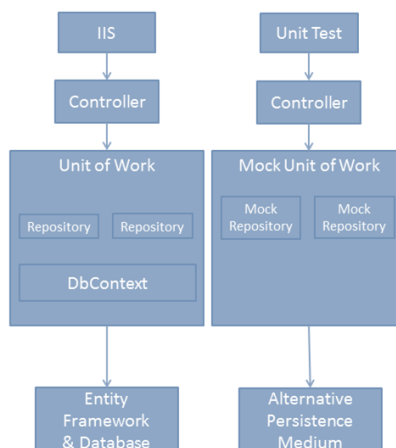 IIS
Unit Test
Controller
Controller
Unit of Work
Repository
Repository
DbContext
Mock Unit of Work
Mock
Repository
Mock
Repository
Entity
Framework
& Database
Alternative
Persistence
Medium